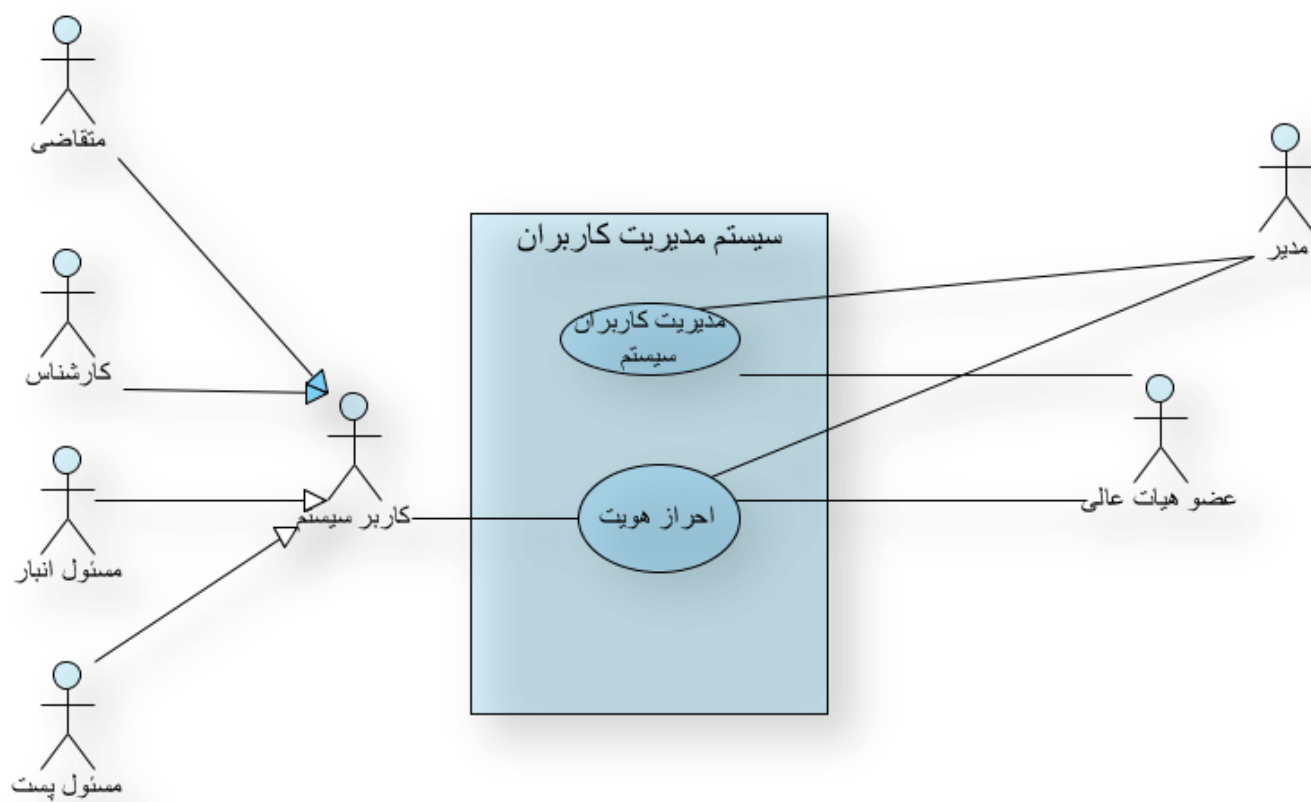 متقاضی
مدیر
سیستم مدیریت کاربران
مدیریت کاربران
سیستم
کارشناس
عضو هیات عالی
کاربر سیستم
احراز هویت
مسئول انبار
مسئول پست